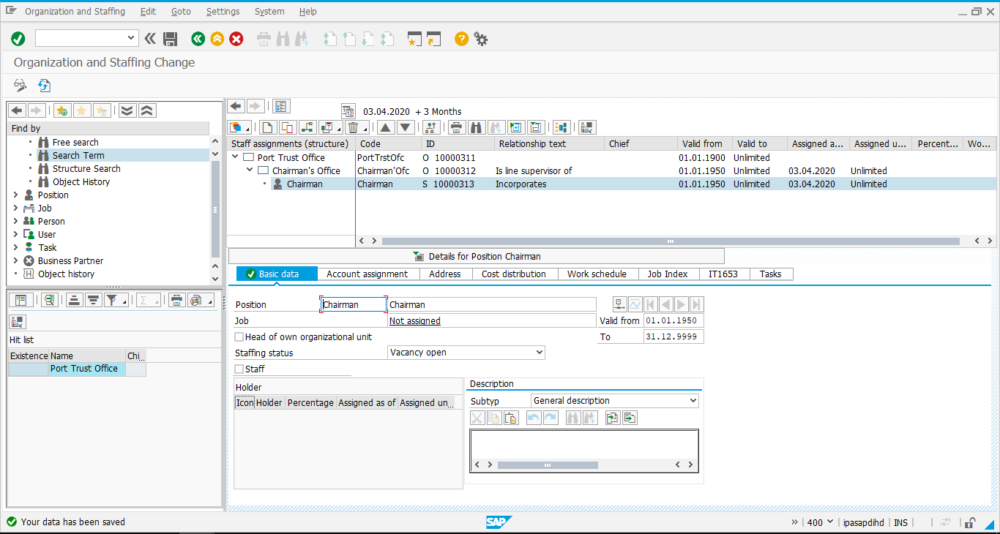 Organization and Staffing Edit Goto Settings System Help
Organization and Staffing Change
03.04.2020 + 3 Months
Find by
Free search
Search Term
Structure Search
Object History
Position
Job
Person
User
Task
Business Partner
Object history
Staff assignments (structure) Code ID Relationship text Chief Valid from Valid to Assigned a... Assigned u... Percent... Wo...
Port Trust Office PortTrstOfc O 10000311 01.01.1900 Unlimited
Chairman's Office Chairman'Ofc O 10000312 Is line supervisor of 01.01.1950 Unlimited 03.04.2020 Unlimited
Chairman Chairman S 10000313 Incorporates 01.01.1950 Unlimited 03.04.2020 Unlimited
Details for Position Chairman
Basic data Account assignment Address Cost distribution Work schedule Job Index IT1653 Tasks
Position Chairman Chairman
Job Not assigned Valid from 01.01.1950
Head of own organizational unit To 31.12.9999
Staffing status Vacancy open
Staff
Holder
Icon Holder Percentage Assigned as of Assigned un...
Description
Subtyp General description
Hit list
Existence Name Chi...
Port Trust Office
Your data has been saved SAP 400 ipasapdihd INS